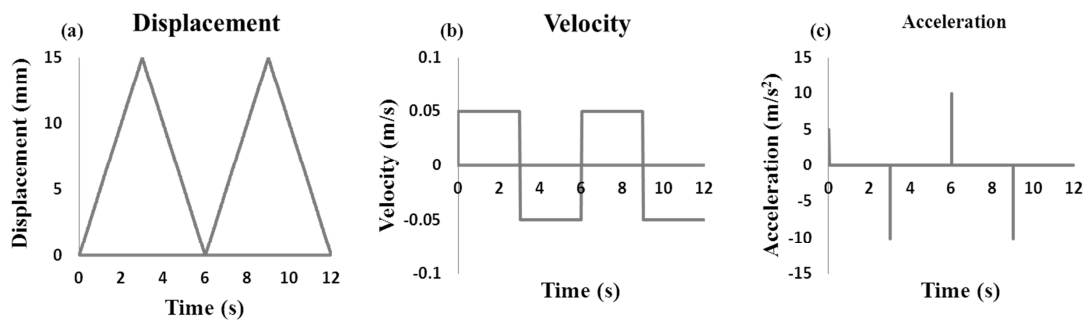 (a) Displacement
Displacement (mm)
15
10
5
0
0 2 4 6 8 10 12
Time (s)
(b) Velocity
Velocity (m/s)
0.1
0.05
0
-0.05
-0.1
0 2 4 6 8 10 12
Time (s)
(c) Acceleration
Acceleration (m/s²)
15
10
5
0
-5
-10
-15
0 2 4 6 8 10 12
Time (s)